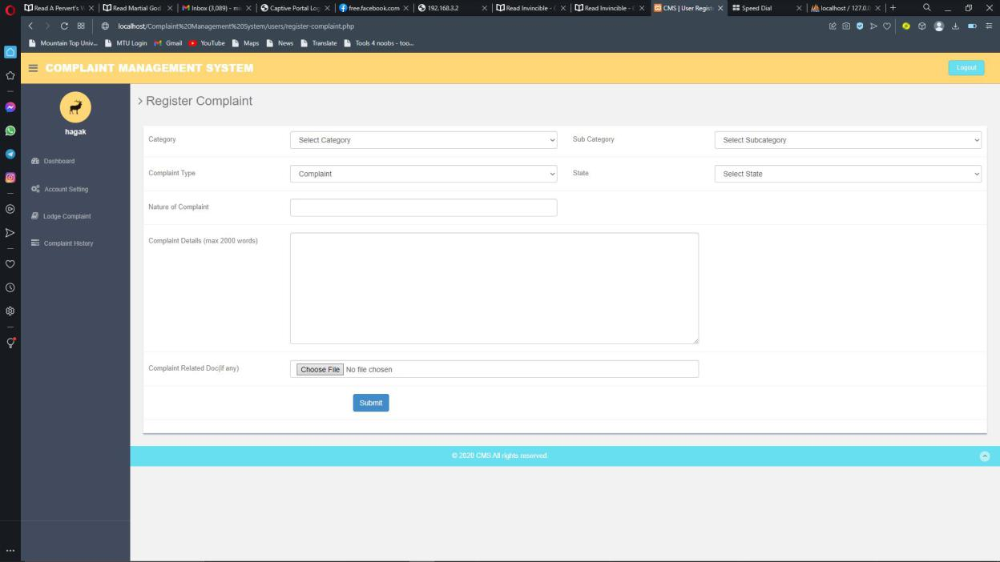 Read A Pervert's V
Read Martial God
Inbox (3,089) - mi
Captive Portal Log
free.facebook.com
192.168.3.2
Read Invincible - C
Read Invincible - C
CMS | User Regist
Speed Dial
localhost / 127.0.0
localhost/Complaint%20Management%20System/users/register-complaint.php
Mountain Top Univ...
MTU Login
Gmail
YouTube
Maps
News
Translate
Tools 4 noobs - too...
COMPLAINT MANAGEMENT SYSTEM
Logout
hagak
Dashboard
Account Setting
Lodge Complaint
Complaint History
> Register Complaint
Category
Select Category
Sub Category
Select Subcategory
Complaint Type
Complaint
State
Select State
Nature of Complaint
Complaint Details (max 2000 words)
Complaint Related Doc(if any)
Choose File No file chosen
Submit
© 2020 CMS All rights reserved.